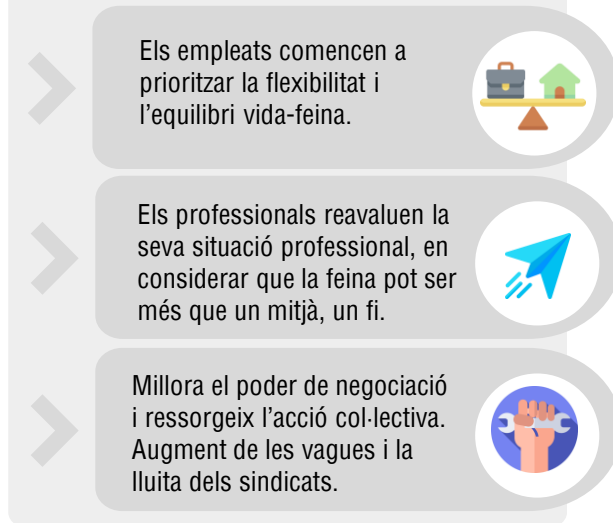 Els empleats comencen a
prioritzar la flexibilitat i
l’equilibri vida-feina.
Els professionals reavaluen la
seva situació professional, en
considerar que la feina pot ser
més que un mitjà, un fi.
Millora el poder de negociació
i ressorgeix l’acció col·lectiva.
Augment de les vagues i la
lluita dels sindicats.